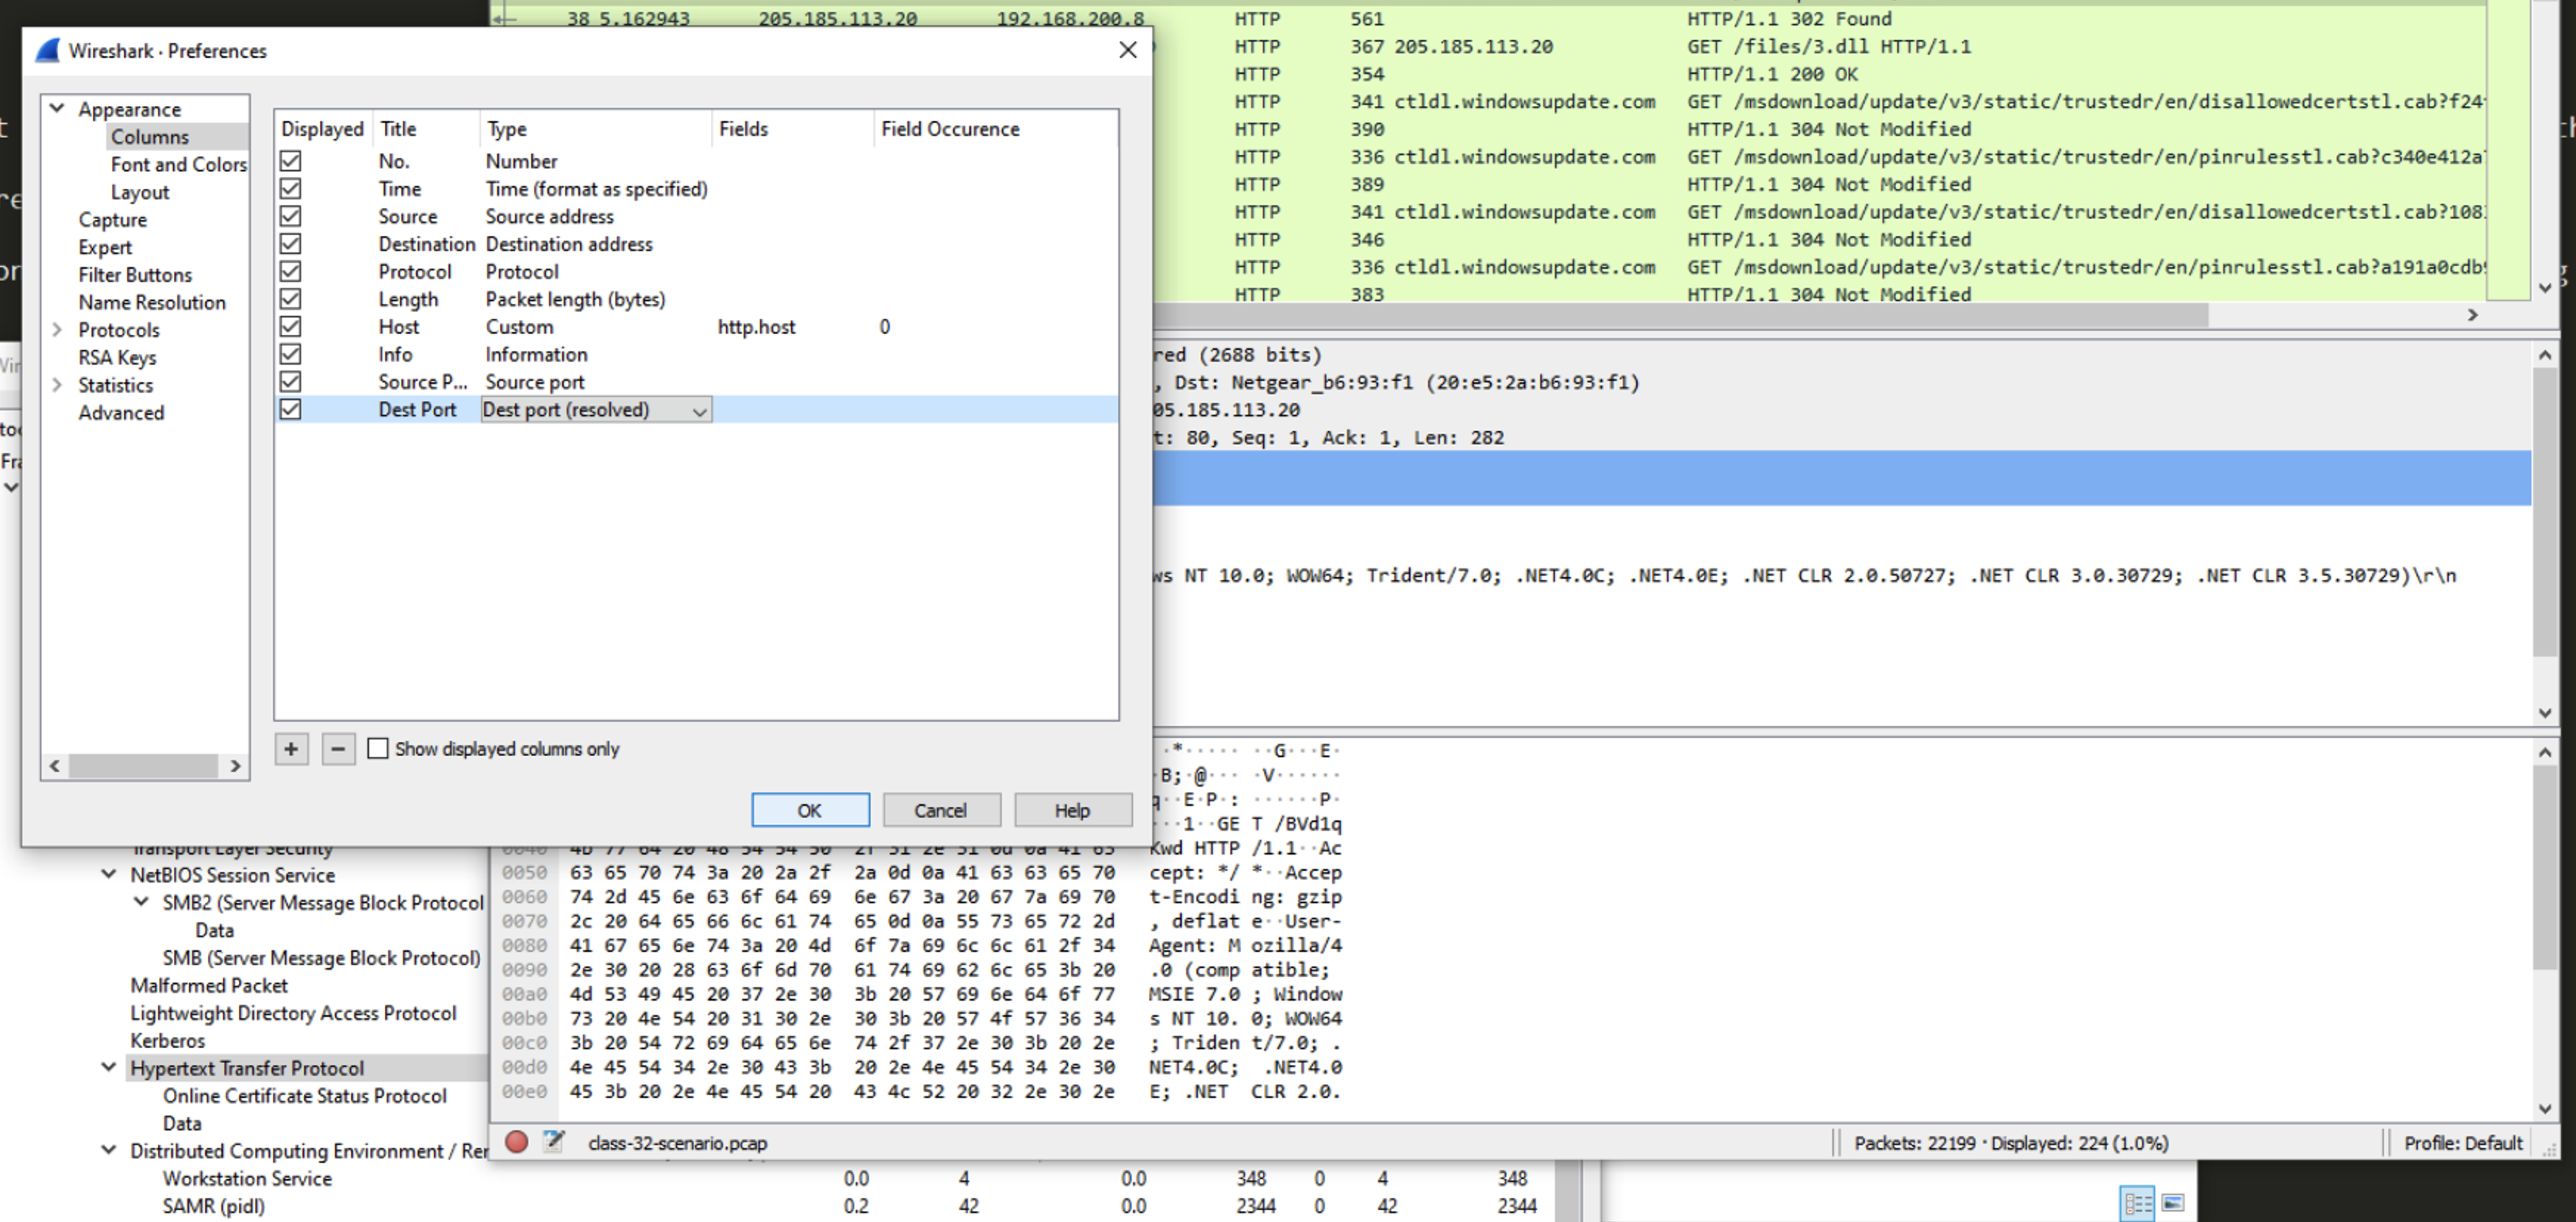 38 5.162943 205.185.113.20 192.168.200.8 HTTP 561 HTTP/1.1 302 Found
HTTP 367 205.185.113.20 GET /files/3.dll HTTP/1.1
HTTP 354 HTTP/1.1 200 OK
HTTP 341 ctldl.windowsupdate.com GET /msdownload/update/v3/static/trustedr/en/disallowedcertstl.cab?f24
HTTP 390 HTTP/1.1 304 Not Modified
HTTP 336 ctldl.windowsupdate.com GET /msdownload/update/v3/static/trustedr/en/pinrulesstl.cab?c340e412a
HTTP 389 HTTP/1.1 304 Not Modified
HTTP 341 ctldl.windowsupdate.com GET /msdownload/update/v3/static/trustedr/en/disallowedcertstl.cab?108
HTTP 346 HTTP/1.1 304 Not Modified
HTTP 336 ctldl.windowsupdate.com GET /msdownload/update/v3/static/trustedr/en/pinrulesstl.cab?a191a0cdb
HTTP 383 HTTP/1.1 304 Not Modified
Wireshark · Preferences
Appearance
Columns
Font and Colors
Layout
Capture
Expert
Filter Buttons
Name Resolution
Protocols
RSA Keys
Statistics
Advanced
Displayed Title Type Fields Field Occurence
No. Number
Time Time (format as specified)
Source Source address
Destination Destination address
Protocol Protocol
Length Packet length (bytes)
Host Custom http.host 0
Info Information
Source P... Source port
Dest Port Dest port (resolved)
+ − Show displayed columns only
OK Cancel Help
red (2688 bits)
, Dst: Netgear_b6:93:f1 (20:e5:2a:b6:93:f1)
05.185.113.20
t: 80, Seq: 1, Ack: 1, Len: 282
ws NT 10.0; WOW64; Trident/7.0; .NET4.0C; .NET4.0E; .NET CLR 2.0.50727; .NET CLR 3.0.30729; .NET CLR 3.5.30729)\r\n
·*····· ··G···E·
B;·@··· ·V······
q··E·P·: ······P·
···1··GE T /BVd1q
0040 4b 77 64 20 48 54 54 50 2f 31 2e 31 0d 0a 41 63 Kwd HTTP /1.1··Ac
0050 63 65 70 74 3a 20 2a 2f 2a 0d 0a 41 63 63 65 70 cept: */ *··Accep
0060 74 2d 45 6e 63 6f 64 69 6e 67 3a 20 67 7a 69 70 t-Encodi ng: gzip
0070 2c 20 64 65 66 6c 61 74 65 0d 0a 55 73 65 72 2d , deflat e··User-
0080 41 67 65 6e 74 3a 20 4d 6f 7a 69 6c 6c 61 2f 34 Agent: M ozilla/4
0090 2e 30 20 28 63 6f 6d 70 61 74 69 62 6c 65 3b 20 .0 (comp atible;
00a0 4d 53 49 45 20 37 2e 30 3b 20 57 69 6e 64 6f 77 MSIE 7.0 ; Window
00b0 73 20 4e 54 20 31 30 2e 30 3b 20 57 4f 57 36 34 s NT 10. 0; WOW64
00c0 3b 20 54 72 69 64 65 6e 74 2f 37 2e 30 3b 20 2e ; Triden t/7.0; .
00d0 4e 45 54 34 2e 30 43 3b 20 2e 4e 45 54 34 2e 30 NET4.0C; .NET4.0
00e0 45 3b 20 2e 4e 45 54 20 43 4c 52 20 32 2e 30 2e E; .NET CLR 2.0.
Transport Layer Security
NetBIOS Session Service
SMB2 (Server Message Block Protocol
Data
SMB (Server Message Block Protocol)
Malformed Packet
Lightweight Directory Access Protocol
Kerberos
Hypertext Transfer Protocol
Online Certificate Status Protocol
Data
Distributed Computing Environment / Rer
class-32-scenario.pcap Packets: 22199 · Displayed: 224 (1.0%) Profile: Default
Workstation Service 0.0 4 0.0 348 0 4 348
SAMR (pidl) 0.2 42 0.0 2344 0 42 2344